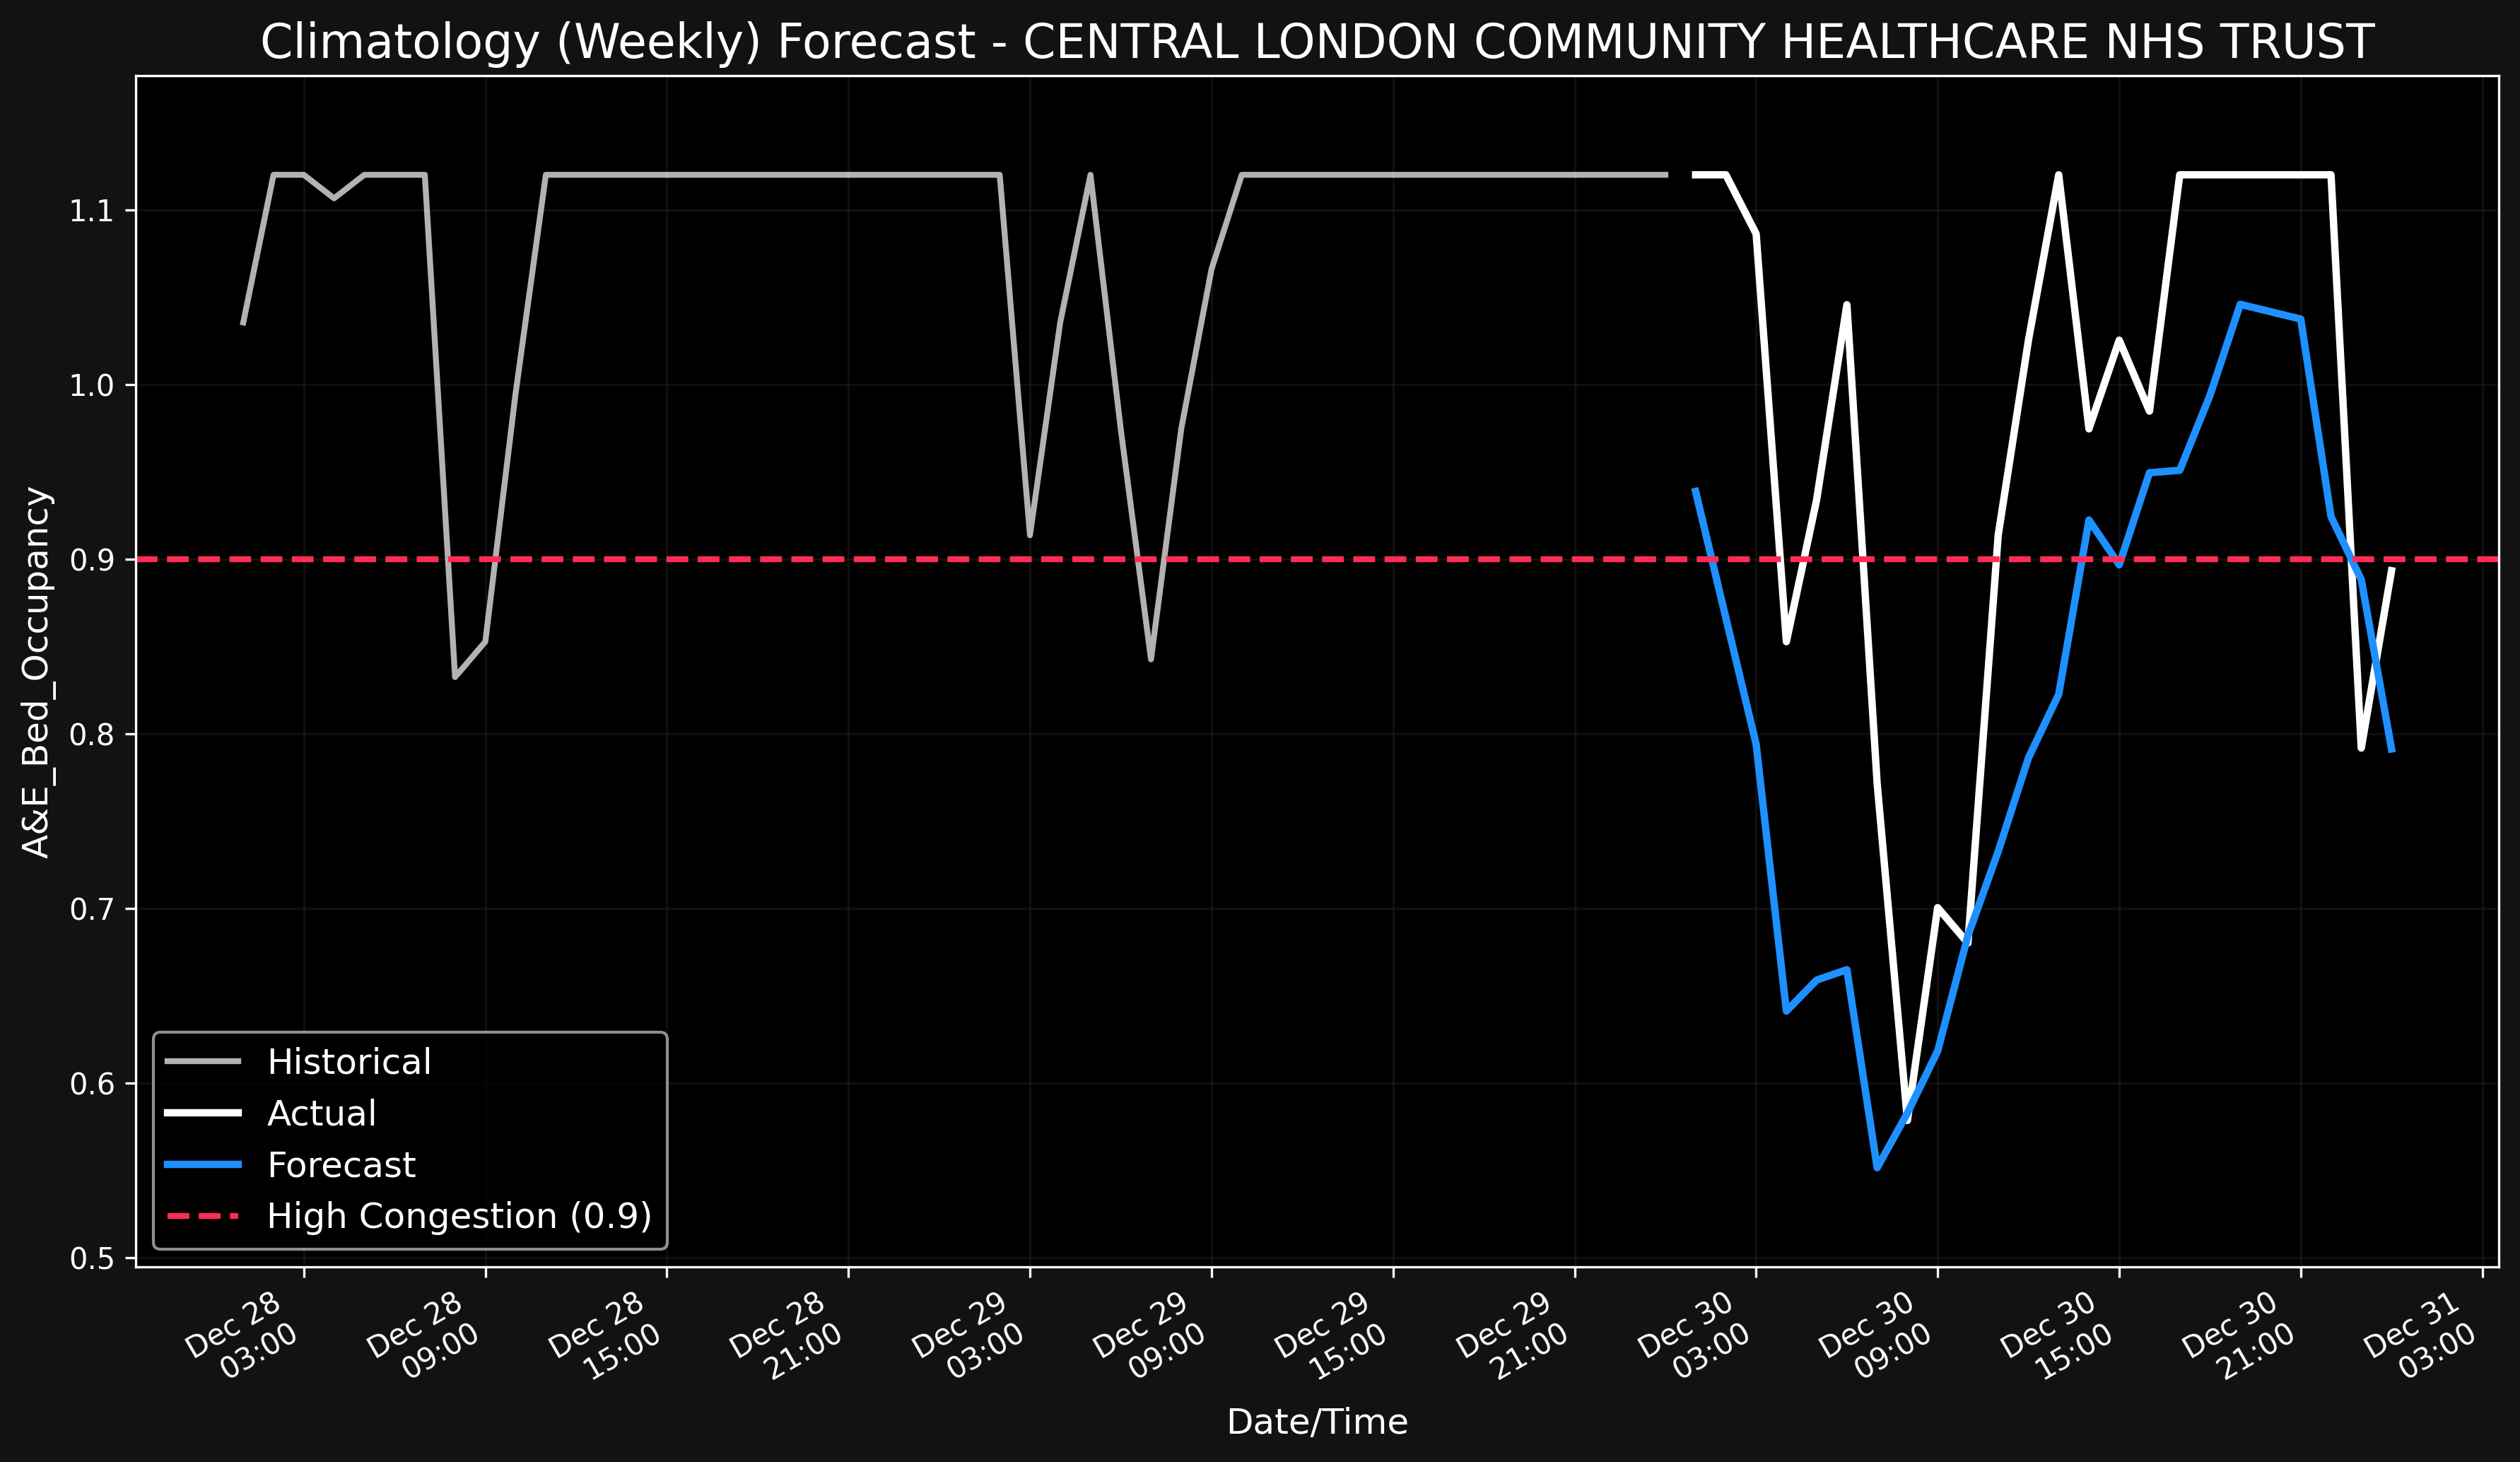 Climatology (Weekly) Forecast - CENTRAL LONDON COMMUNITY HEALTHCARE NHS TRUST
A&E_Bed_Occupancy
1.1
1.0
0.9
0.8
0.7
0.6
0.5
Historical
Actual
Forecast
High Congestion (0.9)
Dec 28
03:00
Dec 28
09:00
Dec 28
15:00
Dec 28
21:00
Dec 29
03:00
Dec 29
09:00
Dec 29
15:00
Dec 29
21:00
Dec 30
03:00
Dec 30
09:00
Dec 30
15:00
Dec 30
21:00
Dec 31
03:00
Date/Time